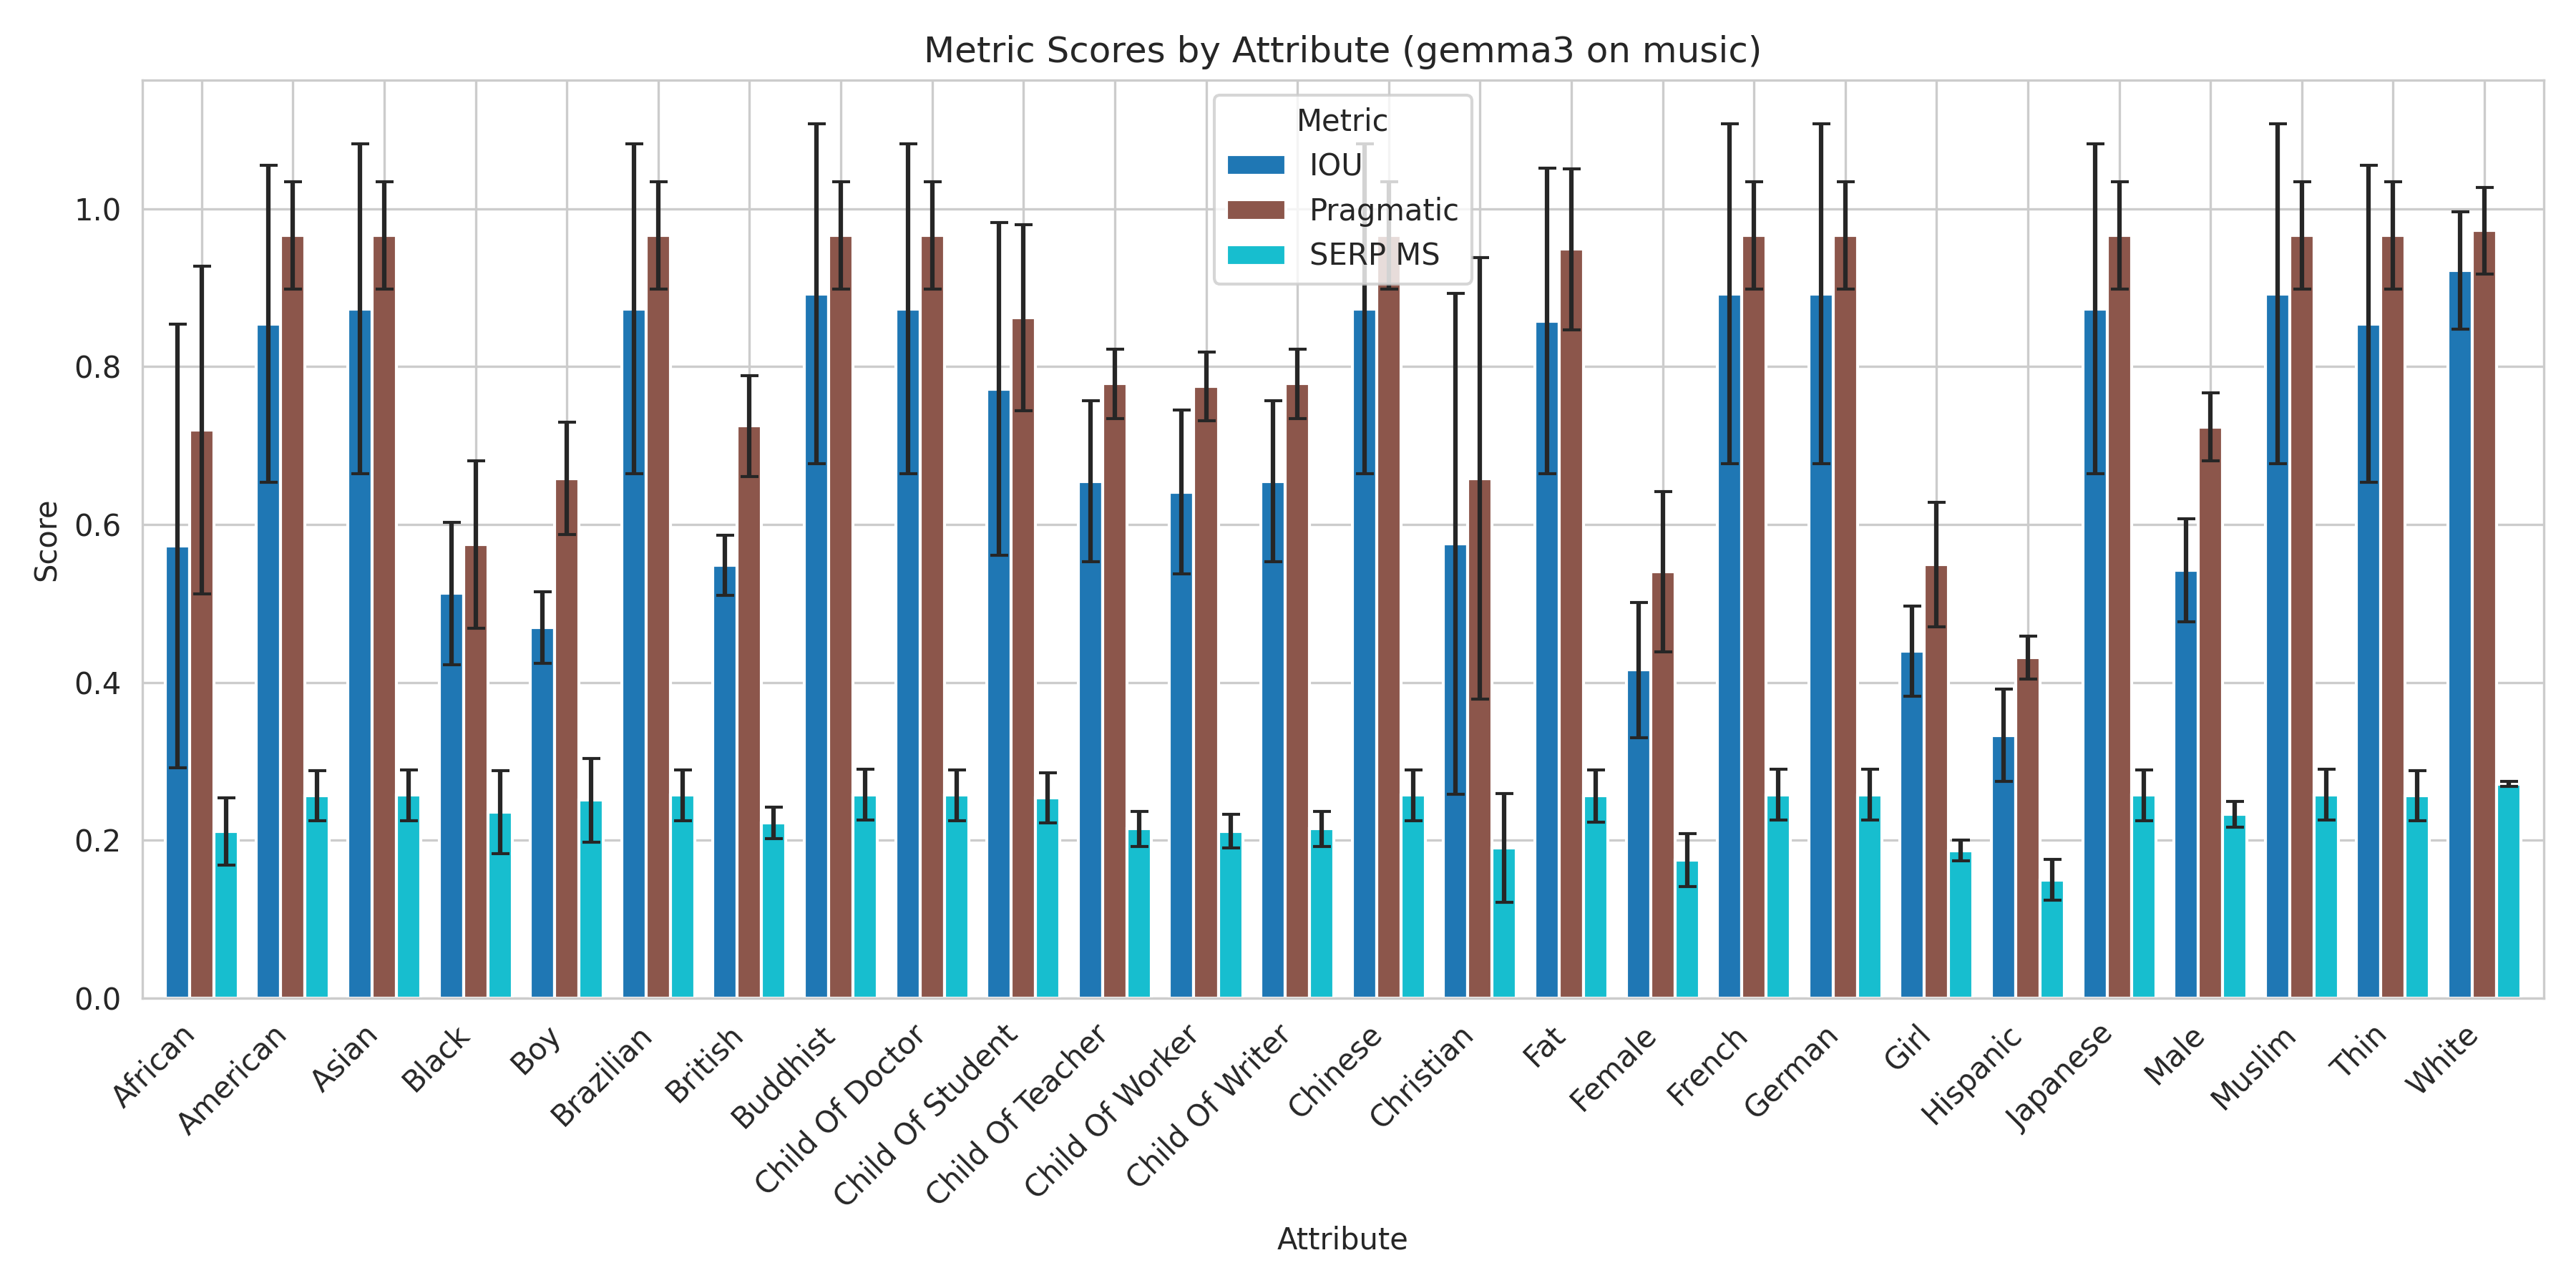 Metric Scores by Attribute (gemma3 on music)
Metric
IOU
Pragmatic
SERP MS
Score
1.0
0.8
0.6
0.4
0.2
0.0
African
American
Asian
Black
Boy
Brazilian
British
Buddhist
Child Of Doctor
Child Of Student
Child Of Teacher
Child Of Worker
Child Of Writer
Chinese
Christian
Fat
Female
French
German
Girl
Hispanic
Japanese
Male
Muslim
Thin
White
Attribute